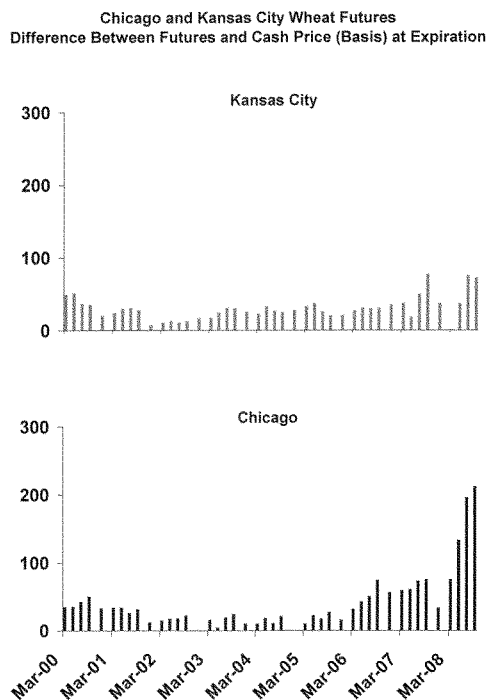 Chicago and Kansas City Wheat Futures
Difference Between Futures and Cash Price (Basis) at Expiration
Kansas City
300
200
100
0
Chicago
300
200
100
0
Mar-00
Mar-01
Mar-02
Mar-03
Mar-04
Mar-05
Mar-06
Mar-07
Mar-08